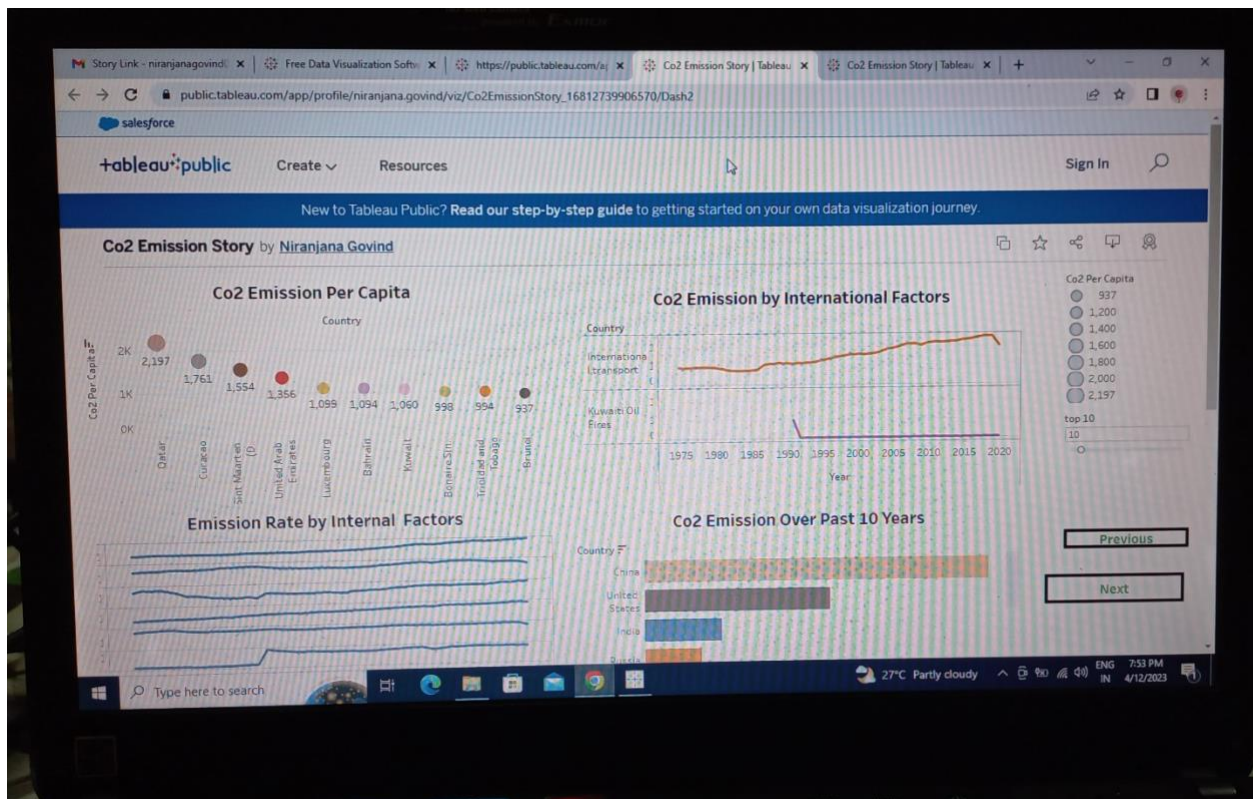 Story Link - niranjanagovind
Free Data Visualization Softw
https://public.tableau.com/a
Co2 Emission Story | Tableau
Co2 Emission Story | Tableau
public.tableau.com/app/profile/niranjana.govind/viz/Co2EmissionStory_16812739906570/Dash2
salesforce
+ableau public
Create
Resources
Sign In
New to Tableau Public? Read our step-by-step guide to getting started on your own data visualization journey.
Co2 Emission Story by Niranjana Govind
Co2 Emission Per Capita
Country
Co2 Per Capita
2K
1K
0K
2,197
1,761
1,554
1,356
1,099
1,094
1,060
998
994
937
Qatar
Curacao
Sint Maarten (D..
United Arab Emirates
Luxembourg
Bahrain
Kuwait
Bonaire Sin..
Trinidad and Tobago
Brunei
Co2 Emission by International Factors
Country
Internationa
l transport
Kuwaiti Oil
Fires
1975 1980 1985 1990 1995 2000 2005 2010 2015 2020
Year
Co2 Per Capita
937
1,200
1,400
1,600
1,800
2,000
2,197
top 10
10
Emission Rate by Internal Factors
Co2 Emission Over Past 10 Years
Country
China
United
States
India
Russia
Previous
Next
Type here to search
27°C Partly cloudy
ENG
IN
7:53 PM
4/12/2023